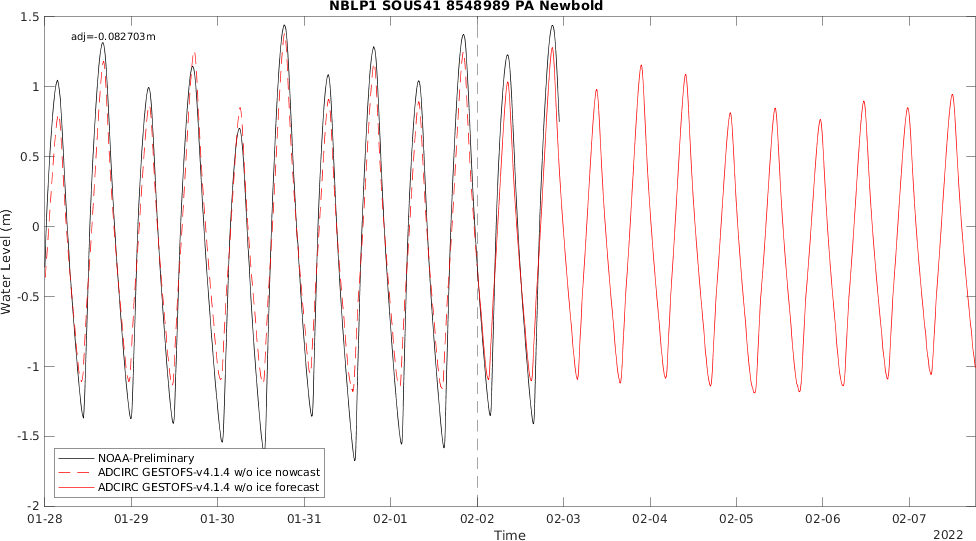 NBLP1 SOUS41 8548989 PA Newbold
adj=-0.082703m
1.5
1
0.5
0
-0.5
-1
-1.5
-2
Water Level (m)
NOAA-Preliminary
ADCIRC GESTOFS-v4.1.4 w/o ice nowcast
ADCIRC GESTOFS-v4.1.4 w/o ice forecast
01-28 01-29 01-30 01-31 02-01 02-02 02-03 02-04 02-05 02-06 02-07
Time
2022